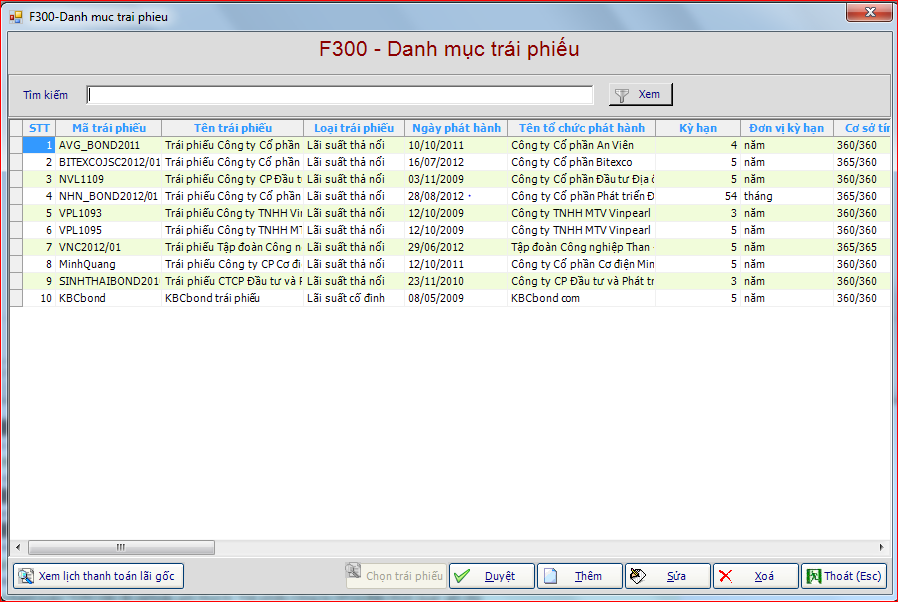 F300-Danh muc trai phieu
F300 - Danh mục trái phiếu
Tìm kiếm
Xem
STT Mã trái phiếu Tên trái phiếu Loại trái phiếu Ngày phát hành Tên tổ chức phát hành Kỳ hạn Đơn vị kỳ hạn Cơ sở tín
1 AVG_BOND2011 Trái phiếu Công ty Cổ phần Lãi suất thả nổi 10/10/2011 Công ty Cổ phần An Viên 4 năm 360/360
2 BITEXCOJSC2012/01 Trái phiếu Công ty Cổ phần Lãi suất thả nổi 16/07/2012 Công ty Cổ phần Bitexco 5 năm 365/360
3 NVL1109 Trái phiếu Công ty CP Đầu t Lãi suất thả nổi 03/11/2009 Công ty Cổ phần Đầu tư Địa 5 năm 360/360
4 NHN_BOND2012/01 Trái phiếu Công ty Cổ phần Lãi suất thả nổi 28/08/2012 Công ty Cổ phần Phát triển Đ 54 tháng 365/360
5 VPL1093 Trái phiếu Công ty TNHH Vin Lãi suất thả nổi 12/10/2009 Công ty TNHH MTV Vinpearl 3 năm 360/360
6 VPL1095 Trái phiếu Công ty TNHH MT Lãi suất thả nổi 12/10/2009 Công ty TNHH MTV Vinpearl 5 năm 360/360
7 VNC2012/01 Trái phiếu Tập đoàn Công n Lãi suất thả nổi 29/06/2012 Tập đoàn Công nghiệp Than - 5 năm 365/365
8 MinhQuang Trái phiếu Công ty CP Cơ đi Lãi suất thả nổi 12/10/2011 Công ty Cổ phần Cơ điện Min 5 năm 360/360
9 SINHTHAIBOND201 Trái phiếu CTCP Đầu tư và P Lãi suất thả nổi 23/11/2010 Công ty CP Đầu tư và Phát tr 3 năm 360/360
10 KBCbond KBCbond trái phiếu Lãi suất cố định 08/05/2009 KBCbond com 5 năm 360/360
Xem lịch thanh toán lãi gốc Chọn trái phiếu Duyệt Thêm Sửa Xoá Thoát (Esc)